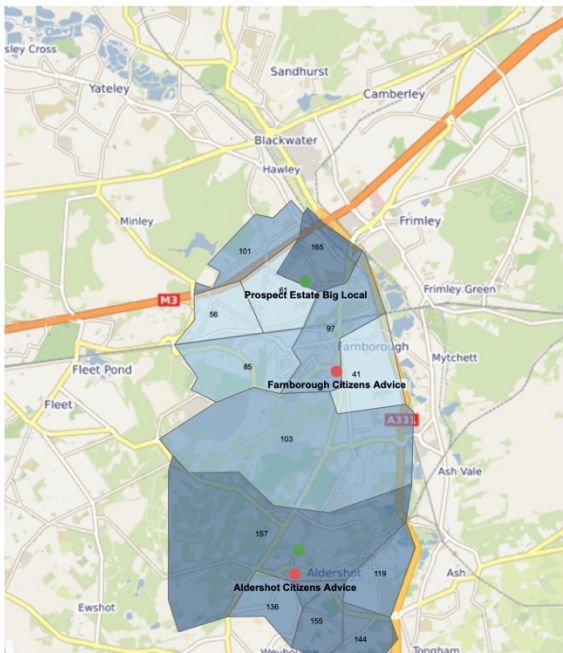 sley Cross
Sandhurst
Yateley
Camberley
Blackwater
Hawley
Minley
Frimley
101
165
61
Prospect Estate Big Local
Frimley Green
M3
56
97
Farnborough
Mytchett
Fleet Pond
85
41
Farnborough Citizens Advice
Fleet
A331
103
Ash Vale
157
Aldershot
119
Ash
Aldershot Citizens Advice
Ewshot
136
155
144
Weybourne
Tongham